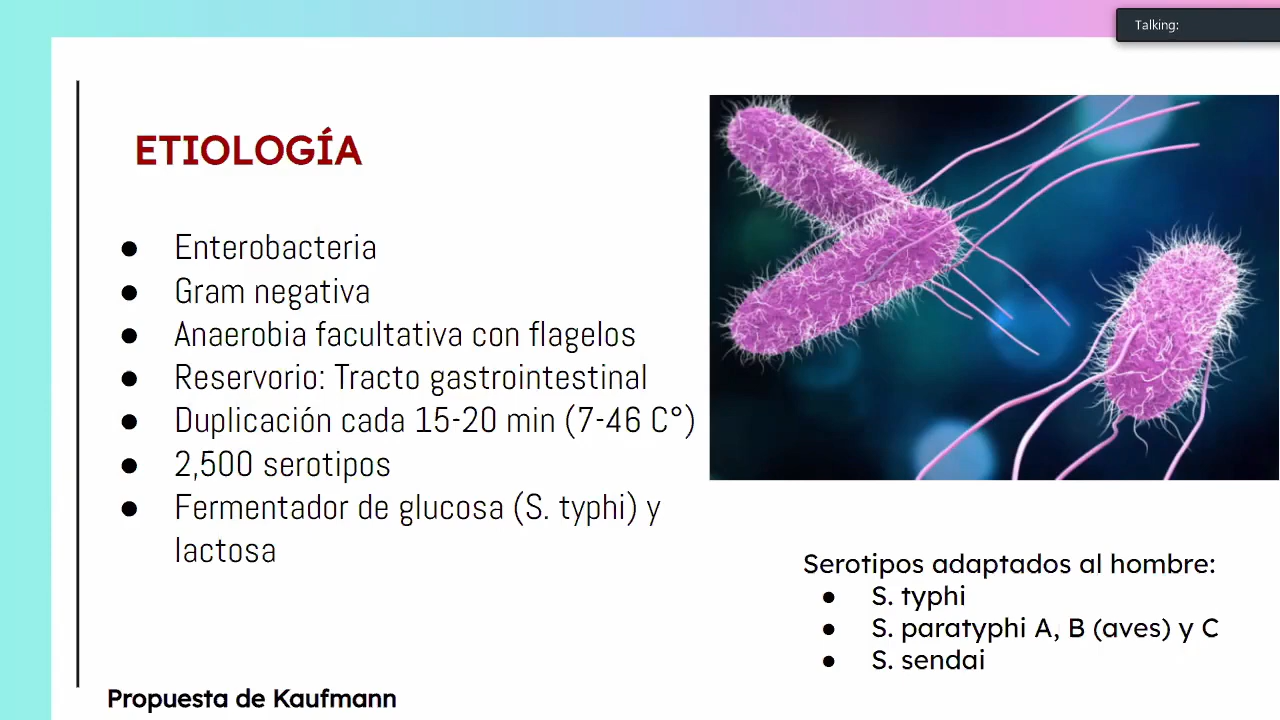 Talking:
ETIOLOGÍA
● Enterobacteria
● Gram negativa
● Anaerobia facultativa con flagelos
● Reservorio: Tracto gastrointestinal
● Duplicación cada 15-20 min (7-46 C°)
● 2,500 serotipos
● Fermentador de glucosa (S. typhi) y
lactosa
Serotipos adaptados al hombre:
● S. typhi
● S. paratyphi A, B (aves) y C
● S. sendai
Propuesta de Kaufmann